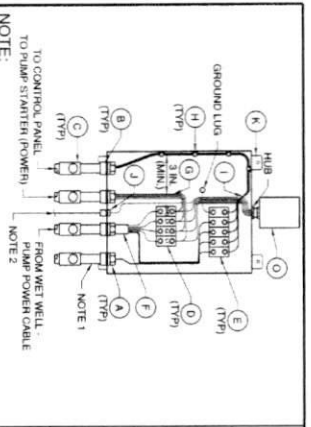 K
HUB
O
GROUND LUG
I
H
(TYP)
G
3 IN.
(MIN.)
J
E
(TYP)
D
(TYP)
B
(TYP)
C
(TYP)
F
A
(TYP)
NOTE 1
TO CONTROL PANEL
TO PUMP STARTER (POWER)
FROM WET WELL -
PUMP POWER CABLE
NOTE 2
NOTE: